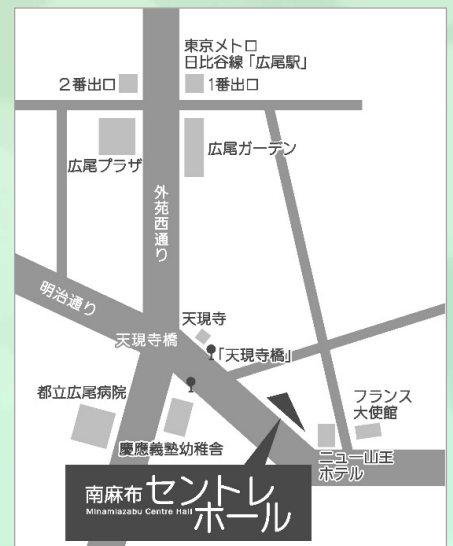 東京メトロ
日比谷線「広尾駅」
2番出口
1番出口
広尾プラザ
広尾ガーデン
外苑西通り
明治通り
天現寺
天現寺橋
「天現寺橋」
都立広尾病院
慶應義塾幼稚舎
フランス
大使館
ニュー山王
ホテル
南麻布セントレ
Minamiazabu Centre Hall
ホール